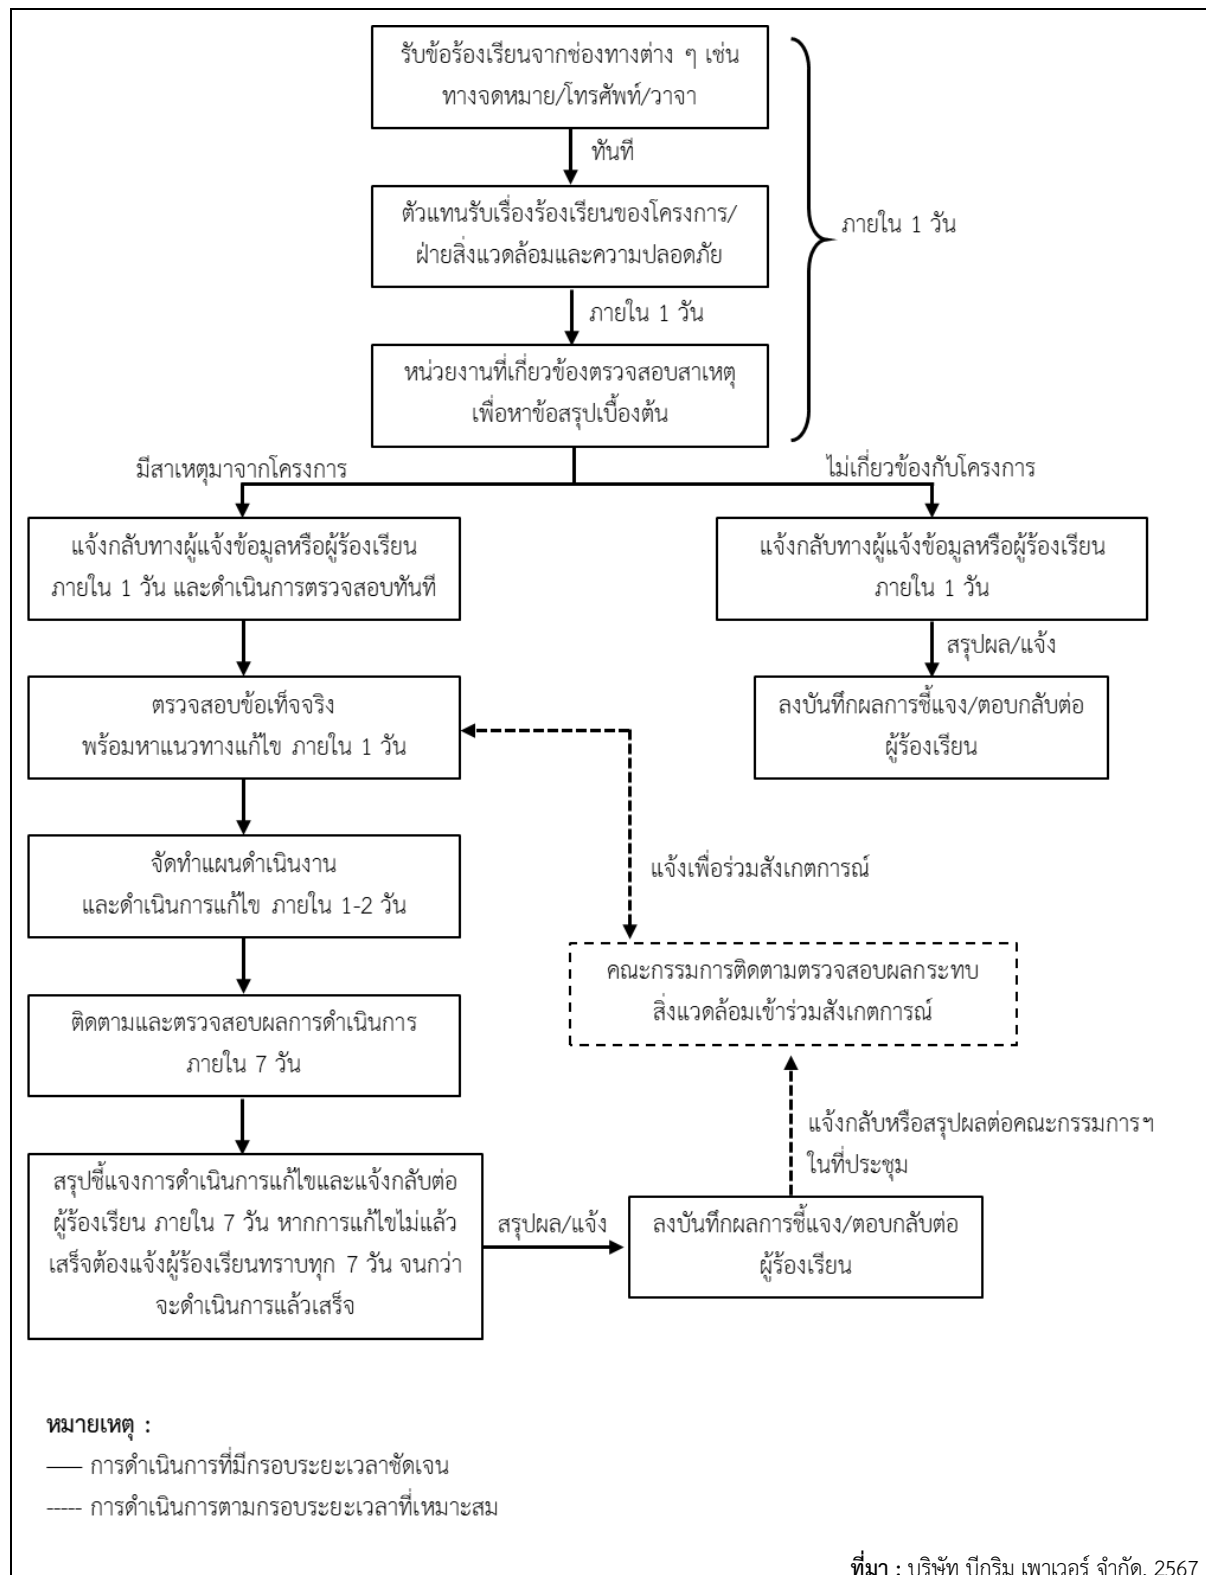 รับข้อร้องเรียนจากช่องทางต่าง ๆ เช่น
ทางจดหมาย/โทรศัพท์/วาจา
ทันที
ตัวแทนรับเรื่องร้องเรียนของโครงการ/
ฝ่ายสิ่งแวดล้อมและความปลอดภัย
ภายใน 1 วัน
ภายใน 1 วัน
หน่วยงานที่เกี่ยวข้องตรวจสอบสาเหตุ
เพื่อหาข้อสรุปเบื้องต้น
มีสาเหตุมาจากโครงการ
ไม่เกี่ยวข้องกับโครงการ
แจ้งกลับทางผู้แจ้งข้อมูลหรือผู้ร้องเรียน
ภายใน 1 วัน และดำเนินการตรวจสอบทันที
แจ้งกลับทางผู้แจ้งข้อมูลหรือผู้ร้องเรียน
ภายใน 1 วัน
สรุปผล/แจ้ง
ตรวจสอบข้อเท็จจริง
พร้อมหาแนวทางแก้ไข ภายใน 1 วัน
ลงบันทึกผลการชี้แจง/ตอบกลับต่อ
ผู้ร้องเรียน
จัดทำแผนดำเนินงาน
และดำเนินการแก้ไข ภายใน 1-2 วัน
แจ้งเพื่อร่วมสังเกตการณ์
คณะกรรมการติดตามตรวจสอบผลกระทบ
สิ่งแวดล้อมเข้าร่วมสังเกตการณ์
ติดตามและตรวจสอบผลการดำเนินการ
ภายใน 7 วัน
แจ้งกลับหรือสรุปผลต่อคณะกรรมการฯ
ในที่ประชุม
สรุปชี้แจงการดำเนินการแก้ไขและแจ้งกลับต่อ
ผู้ร้องเรียน ภายใน 7 วัน หากการแก้ไขไม่แล้ว
เสร็จต้องแจ้งผู้ร้องเรียนทราบทุก 7 วัน จนกว่า
จะดำเนินการแล้วเสร็จ
สรุปผล/แจ้ง
ลงบันทึกผลการชี้แจง/ตอบกลับต่อ
ผู้ร้องเรียน
หมายเหตุ :
—— การดำเนินการที่มีกรอบระยะเวลาชัดเจน
----- การดำเนินการตามกรอบระยะเวลาที่เหมาะสม
ที่มา : บริษัท บีกริม เพาเวอร์ จำกัด, 2567